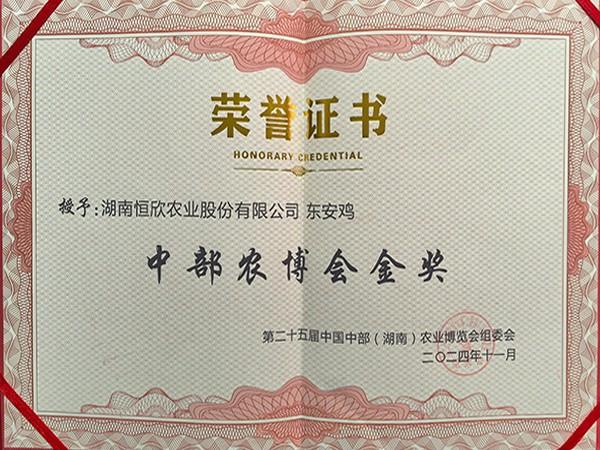 荣誉证书
HONORARY CREDENTIAL
授予:湖南恒欣农业股份有限公司 东安鸡
中部农博会金奖
第二十五届中国中部（湖南）农业博览会组委会
二〇二四年十一月